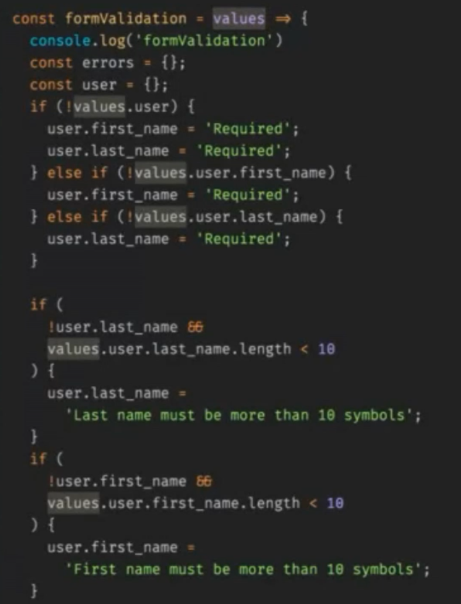 const formValidation = values => {
  console.log('formValidation')
  const errors = {};
  const user = {};
  if (!values.user) {
    user.first_name = 'Required';
    user.last_name = 'Required';
  } else if (!values.user.first_name) {
    user.first_name = 'Required';
  } else if (!values.user.last_name) {
    user.last_name = 'Required';
  }

  if (
    !user.last_name &&
    values.user.last_name.length < 10
  ) {
    user.last_name =
      'Last name must be more than 10 symbols';
  }
  if (
    !user.first_name &&
    values.user.first_name.length < 10
  ) {
    user.first_name =
      'First name must be more than 10 symbols';
  }